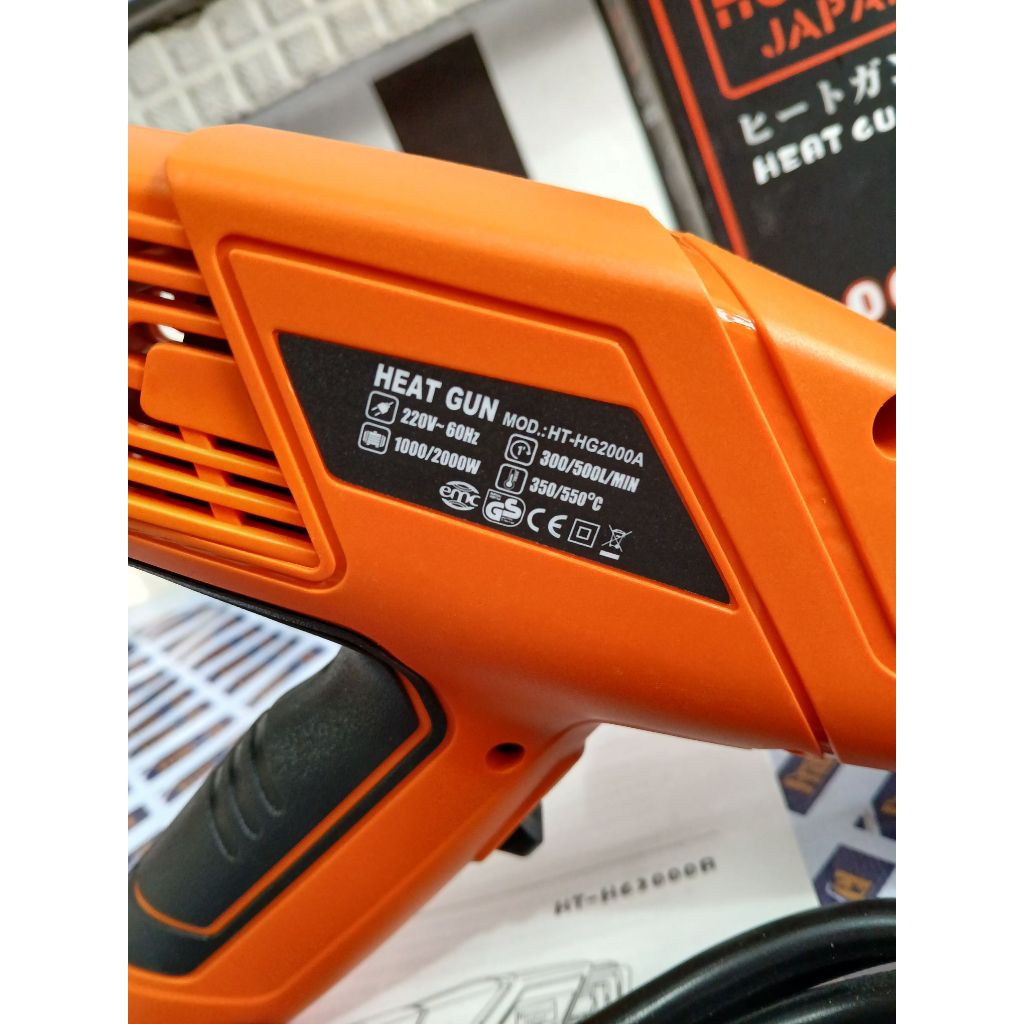 JAPAN
ヒートガン
HEAT GU
HEAT GUN MOD.:HT-HG2000A
220V~ 60Hz
300/500L/MIN
1000/2000W
350/550°C
emc
GS
CE
HT-HG2000A